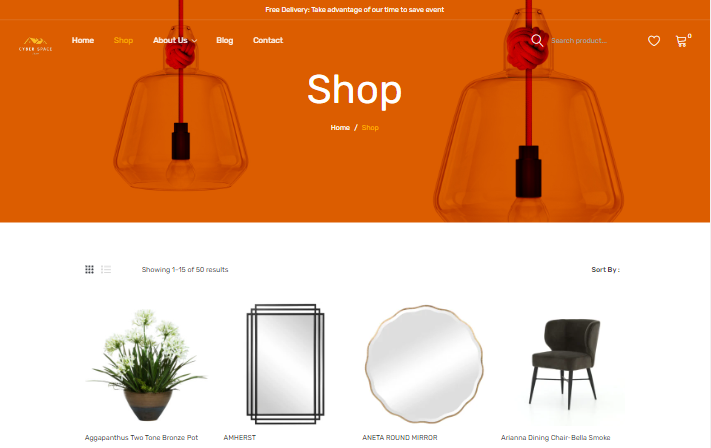 Free Delivery: Take advantage of our time to save event
CYBER SPACE
Home Shop About Us Blog Contact Search product... 0
Shop
Home / Shop
Showing 1–15 of 50 results Sort By :
Aggapanthus Two Tone Bronze Pot AMHERST ANETA ROUND MIRROR Arianna Dining Chair-Bella Smoke